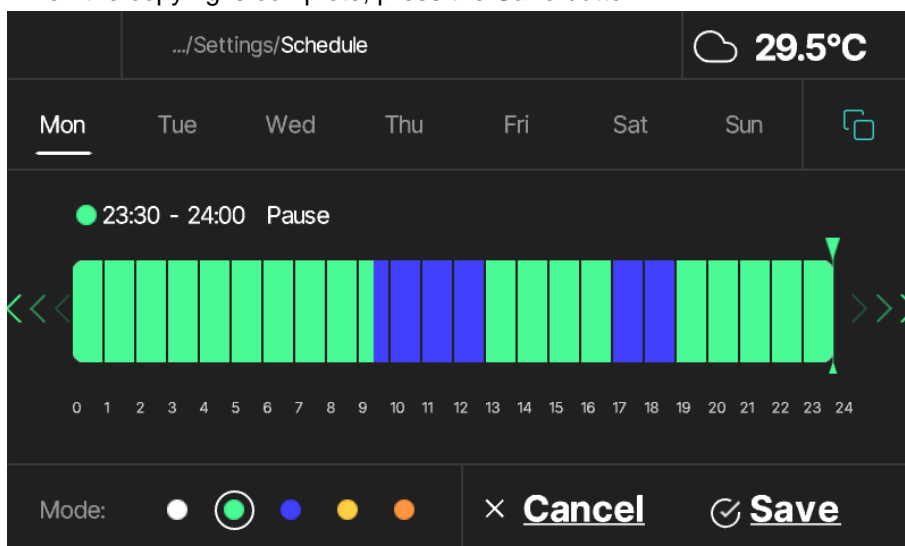 .../Settings/Schedule
29.5°C
Mon Tue Wed Thu Fri Sat Sun
23:30 - 24:00 Pause
0 1 2 3 4 5 6 7 8 9 10 11 12 13 14 15 16 17 18 19 20 21 22 23 24
Mode: Cancel Save